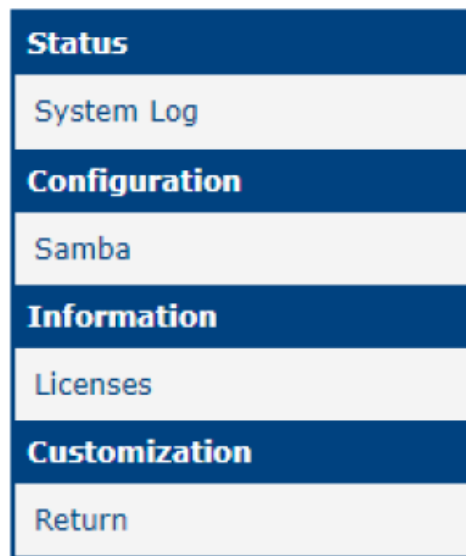 Status
System Log
Configuration
Samba
Information
Licenses
Customization
Return